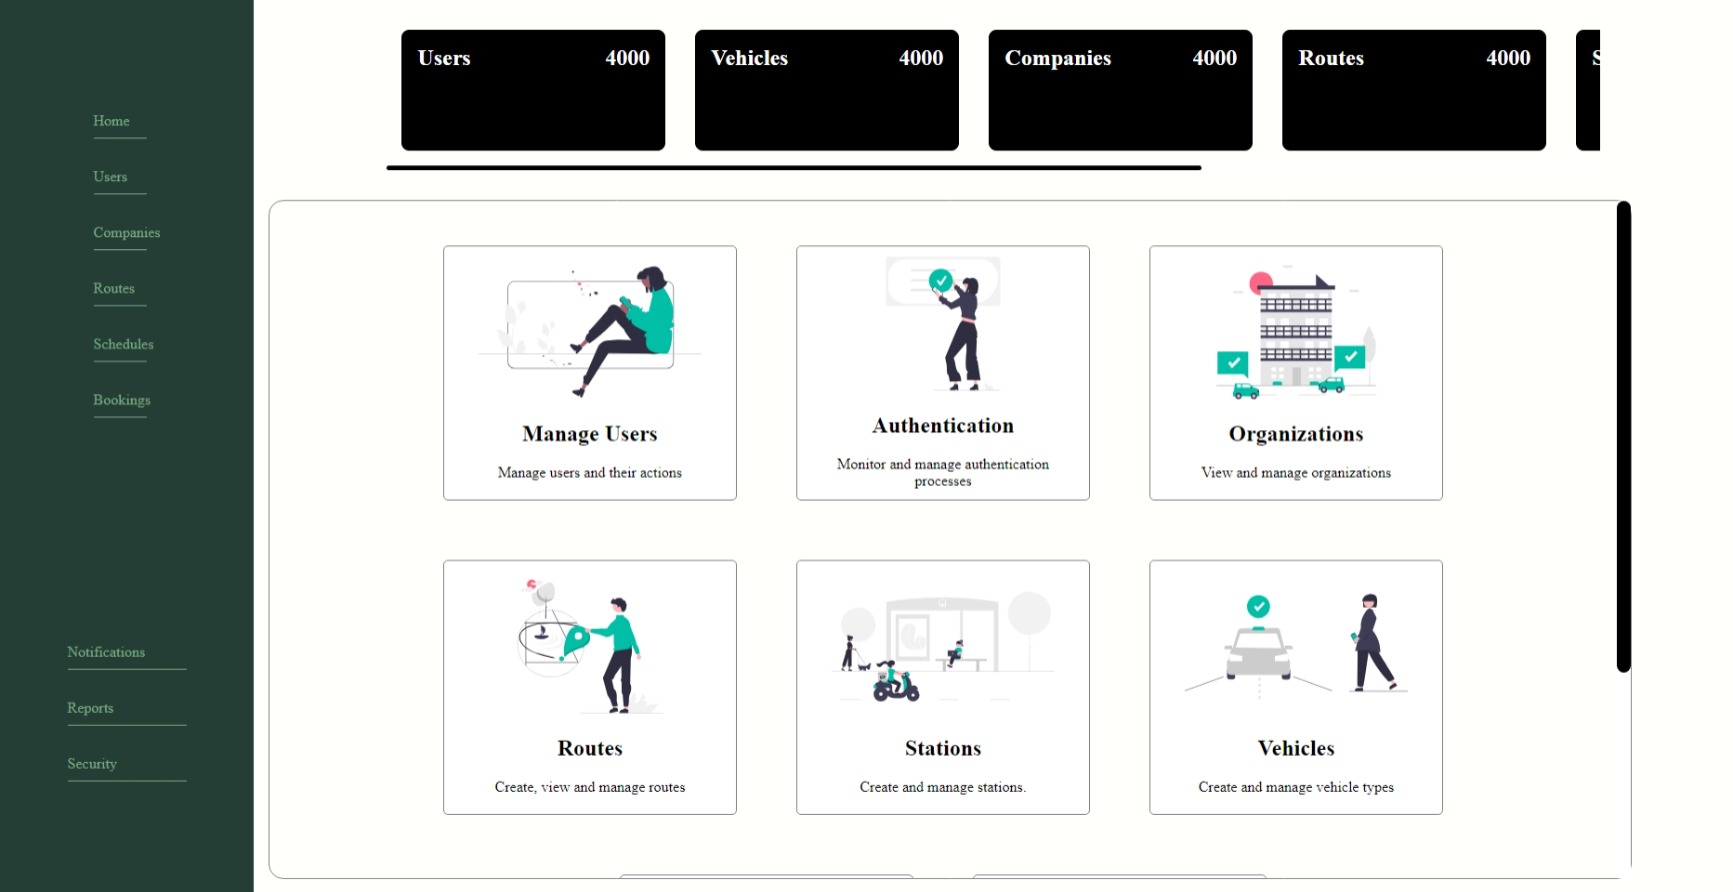 Home
Users
Companies
Routes
Schedules
Bookings
Notifications
Reports
Security
Users 4000
Vehicles 4000
Companies 4000
Routes 4000
Manage Users
Manage users and their actions
Authentication
Monitor and manage authentication
processes
Organizations
View and manage organizations
Routes
Create, view and manage routes
Stations
Create and manage stations.
Vehicles
Create and manage vehicle types